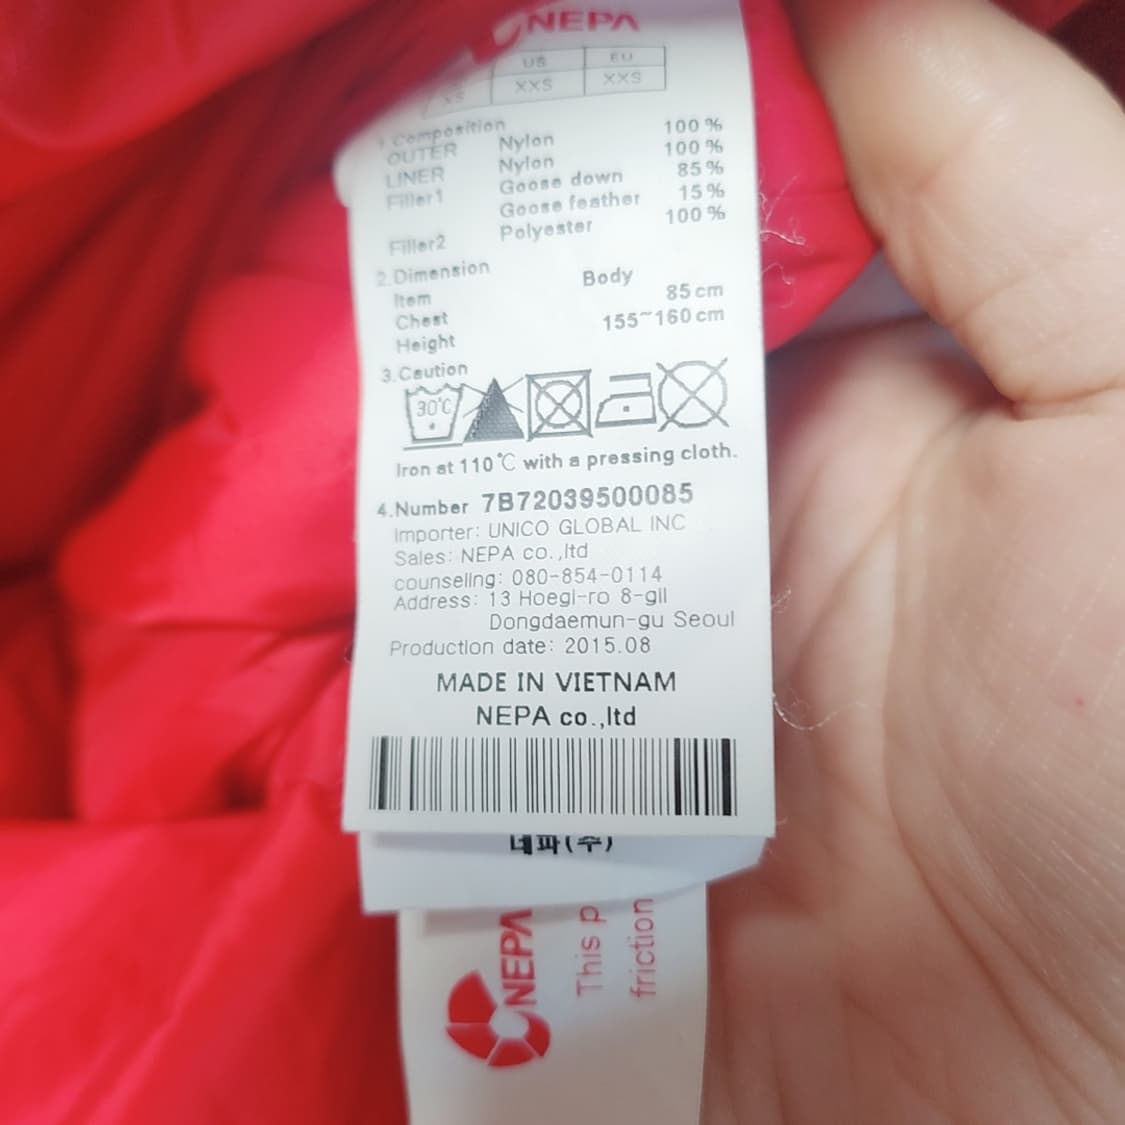 NEPA
US EU
XS XXS XXS
1.Composition
OUTER Nylon 100%
LINER Nylon 100%
Filler1 Goose down 85%
Goose feather 15%
Filler2 Polyester 100%
2.Dimension
Item Body
Chest 85cm
Height 155~160cm
3.Caution
30℃
Iron at 110℃ with a pressing cloth.
4.Number 7B72039500085
Importer: UNICO GLOBAL INC
Sales: NEPA co.,ltd
counseling: 080-854-0114
Address: 13 Hoegi-ro 8-gil
Dongdaemun-gu Seoul
Production date: 2015.08
MADE IN VIETNAM
NEPA co.,ltd
네파(주)
NEPA
This p
friction